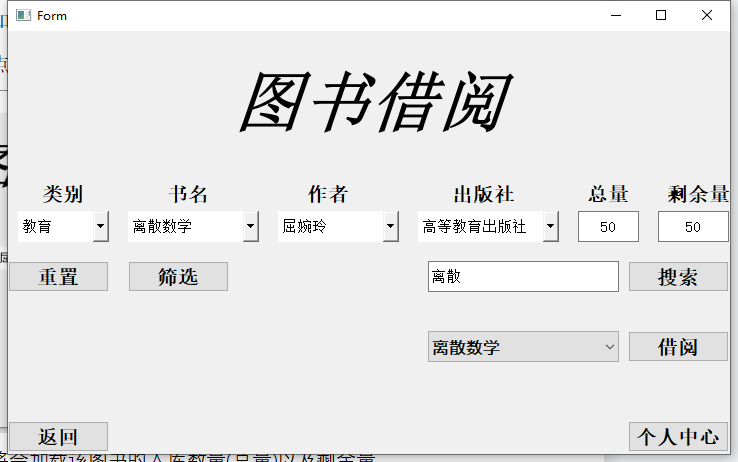 Form
图书借阅
类别 书名 作者 出版社 总量 剩余量
教育 离散数学 屈婉玲 高等教育出版社 50 50
重置 筛选 离散 搜索
离散数学 借阅
返回 个人中心